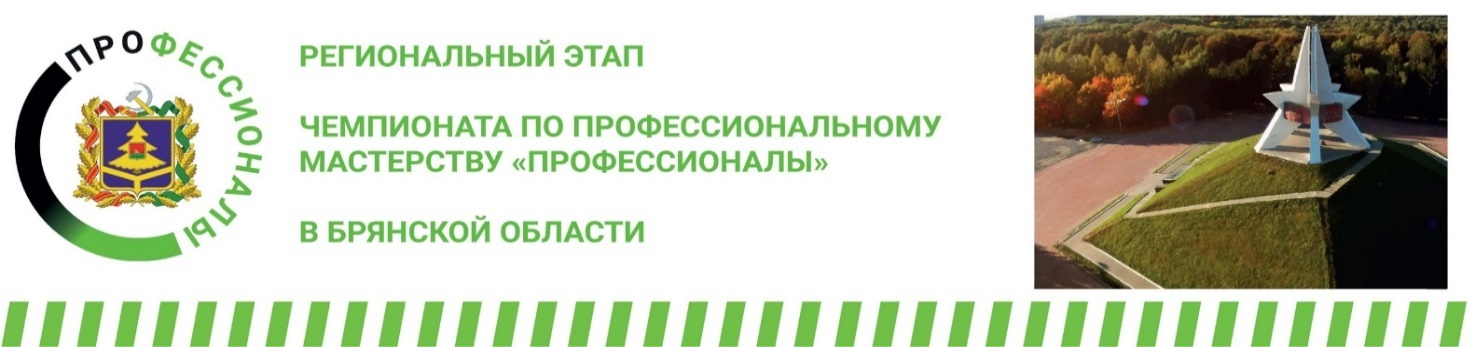 ПРОФЕССИОНАЛЫ
РЕГИОНАЛЬНЫЙ ЭТАП
ЧЕМПИОНАТА ПО ПРОФЕССИОНАЛЬНОМУ
МАСТЕРСТВУ «ПРОФЕССИОНАЛЫ»
В БРЯНСКОЙ ОБЛАСТИ